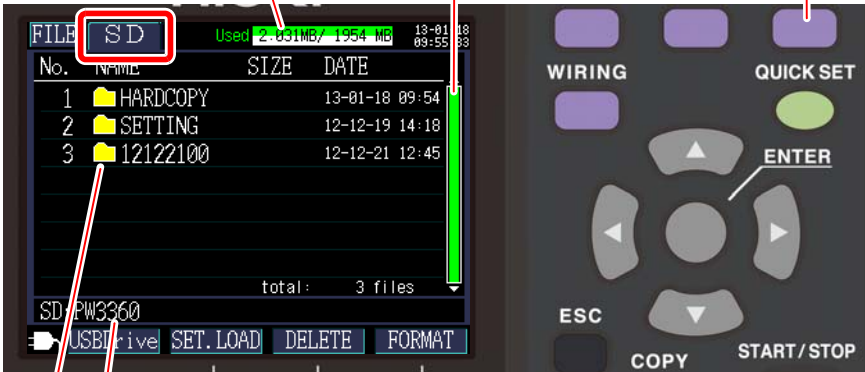 FILE SD Used 2.031MB/ 1954 MB 13-01-18
09:55:33
No. NAME SIZE DATE
1 HARDCOPY 13-01-18 09:54
2 SETTING 12-12-19 14:18
3 12122100 12-12-21 12:45
total: 3 files
SD:PW3360
USBDrive SET.LOAD DELETE FORMAT
WIRING
QUICK SET
ENTER
ESC
COPY
START/STOP